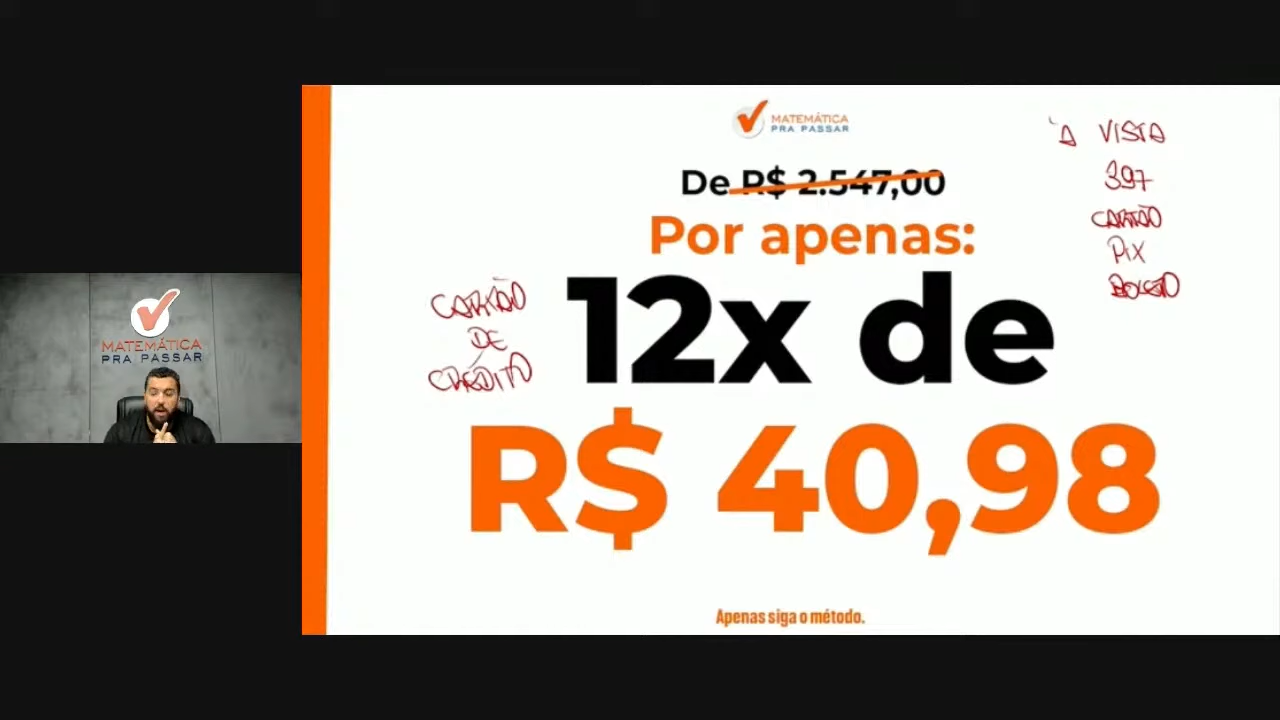 MATEMÁTICA
PRA PASSAR
De R$ 2.547,00
Por apenas:
12x de
R$ 40,98
Apenas siga o método.
CARTÃO
DE
CRÉDITO
À VISTA
397
CARTÃO
PIX
BOLETO
MATEMÁTICA
PRA PASSAR